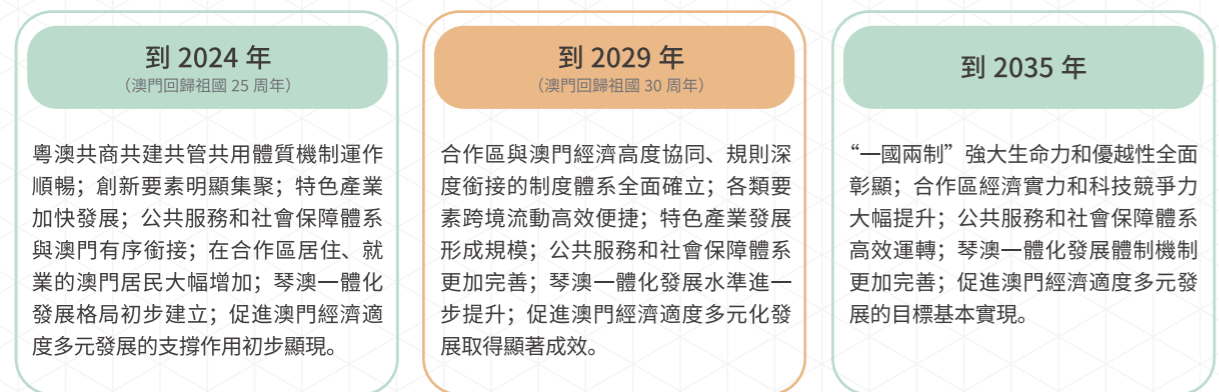 到 2024 年
（澳門回歸祖國 25 周年）
粵澳共商共建共管共用體質機制運作
順暢；創新要素明顯集聚；特色產業
加快發展；公共服務和社會保障體系
與澳門有序銜接；在合作區居住、就
業的澳門居民大幅增加；琴澳一體化
發展格局初步建立；促進澳門經濟適
度多元發展的支撐作用初步顯現。
到 2029 年
（澳門回歸祖國 30 周年）
合作區與澳門經濟高度協同、規則深
度銜接的制度體系全面確立；各類要
素跨境流動高效便捷；特色產業發展
形成規模；公共服務和社會保障體系
更加完善；琴澳一體化發展水準進一
步提升；促進澳門經濟適度多元化發
展取得顯著成效。
到 2035 年
“一國兩制”強大生命力和優越性全面
彰顯；合作區經濟實力和科技競爭力
大幅提升；公共服務和社會保障體系
高效運轉；琴澳一體化發展體制機制
更加完善；促進澳門經濟適度多元發
展的目標基本實現。